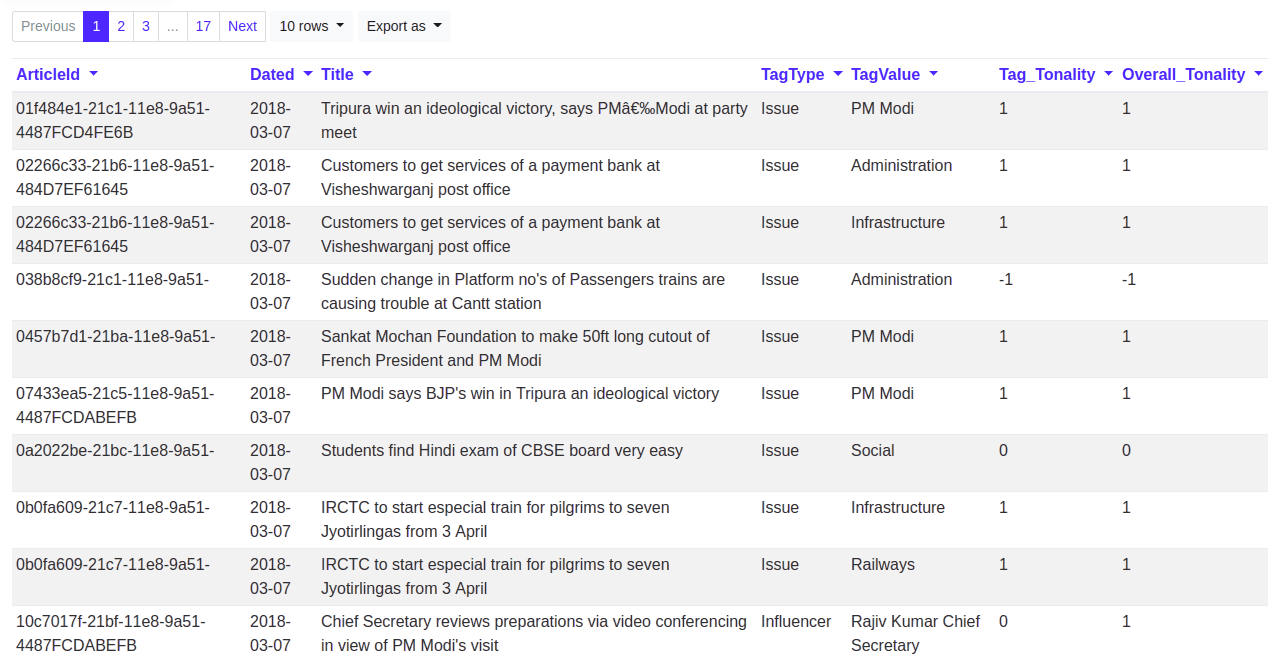 Previous 1 2 3 ... 17 Next 10 rows Export as
ArticleId Dated Title TagType TagValue Tag_Tonality Overall_Tonality
01f484e1-21c1-11e8-9a51- 2018- Tripura win an ideological victory, says PMâ€‰Modi at party Issue PM Modi 1 1
4487FCD4FE6B 03-07 meet
02266c33-21b6-11e8-9a51- 2018- Customers to get services of a payment bank at Issue Administration 1 1
484D7EF61645 03-07 Visheshwarganj post office
02266c33-21b6-11e8-9a51- 2018- Customers to get services of a payment bank at Issue Infrastructure 1 1
484D7EF61645 03-07 Visheshwarganj post office
038b8cf9-21c1-11e8-9a51- 2018- Sudden change in Platform no's of Passengers trains are Issue Administration -1 -1
03-07 causing trouble at Cantt station
0457b7d1-21ba-11e8-9a51- 2018- Sankat Mochan Foundation to make 50ft long cutout of Issue PM Modi 1 1
03-07 French President and PM Modi
07433ea5-21c5-11e8-9a51- 2018- PM Modi says BJP's win in Tripura an ideological victory Issue PM Modi 1 1
4487FCDABEFB 03-07
0a2022be-21bc-11e8-9a51- 2018- Students find Hindi exam of CBSE board very easy Issue Social 0 0
03-07
0b0fa609-21c7-11e8-9a51- 2018- IRCTC to start especial train for pilgrims to seven Issue Infrastructure 1 1
03-07 Jyotirlingas from 3 April
0b0fa609-21c7-11e8-9a51- 2018- IRCTC to start especial train for pilgrims to seven Issue Railways 1 1
03-07 Jyotirlingas from 3 April
10c7017f-21bf-11e8-9a51- 2018- Chief Secretary reviews preparations via video conferencing Influencer Rajiv Kumar Chief 0 1
4487FCDABEFB 03-07 in view of PM Modi's visit Secretary